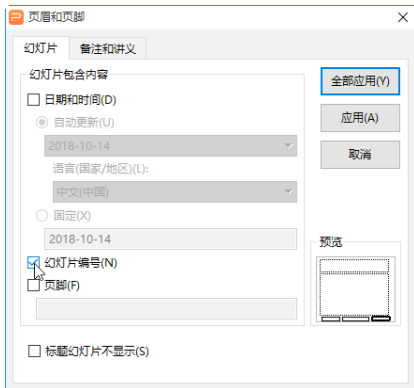 页眉和页脚
幻灯片 备注和讲义
幻灯片包含内容
日期和时间(D)
自动更新(U)
2018-10-14
语言(国家/地区)(L):
中文(中国)
固定(X)
2018-10-14
幻灯片编号(N)
页脚(F)
标题幻灯片不显示(S)
全部应用(Y)
应用(A)
取消
预览